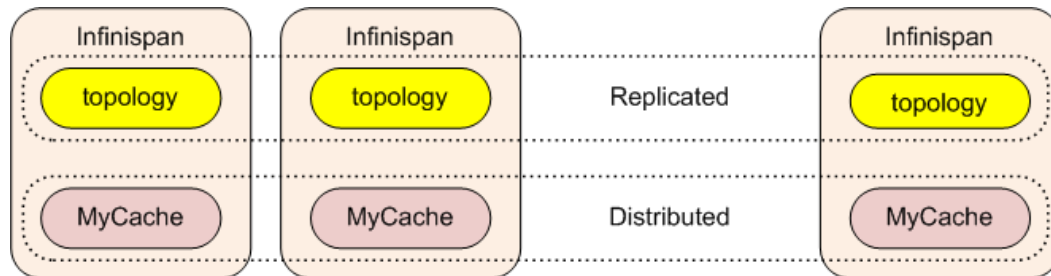 Infinispan
Infinispan
Infinispan
topology
topology
Replicated
topology
MyCache
MyCache
Distributed
MyCache